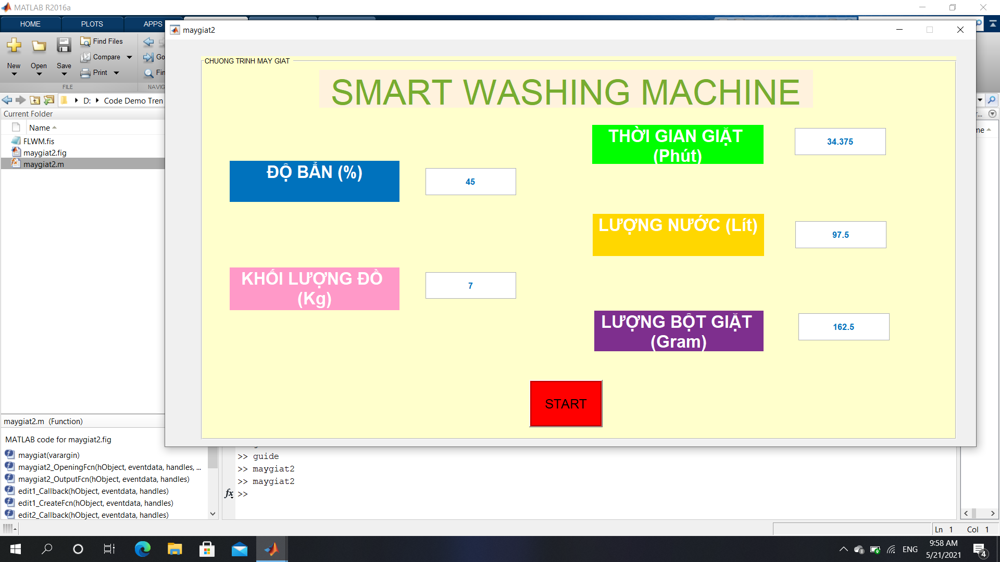 MATLAB R2016a
HOME
PLOTS
APPS
New
Open
Save
Find Files
Compare
Print
Go
Fin
FILE
NAVIG
D:
Code Demo Tren
Current Folder
Name
FLWM.fis
maygiat2.fig
maygiat2.m
maygiat2.m (Function)
MATLAB code for maygiat2.fig
maygiat(varargin)
maygiat2_OpeningFcn(hObject, eventdata, handles, ...
maygiat2_OutputFcn(hObject, eventdata, handles)
edit1_Callback(hObject, eventdata, handles)
edit1_CreateFcn(hObject, eventdata, handles)
edit2_Callback(hObject, eventdata, handles)
maygiat2
CHUONG TRINH MAY GIAT
SMART WASHING MACHINE
ĐỘ BẨN (%)
45
KHỐI LƯỢNG ĐỒ
(Kg)
7
THỜI GIAN GIẶT
(Phút)
34.375
LƯỢNG NƯỚC (Lít)
97.5
LƯỢNG BỘT GIẶT
(Gram)
162.5
START
>> guide
>> maygiat2
>> maygiat2
fx >>
r...
me
Ln 1 Col 1
ENG
9:58 AM
5/21/2021
4